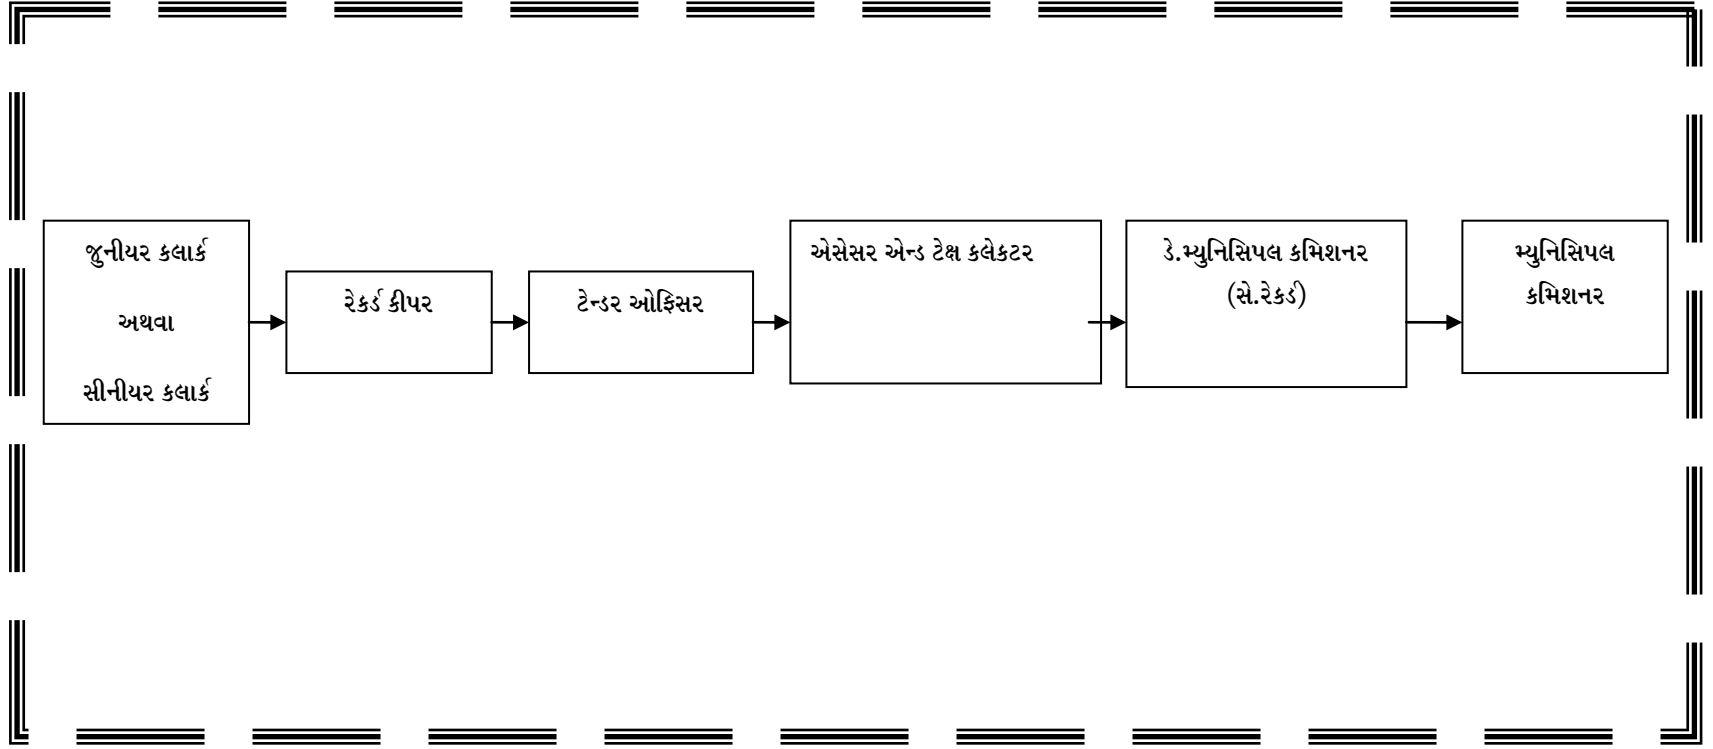 જુનીયર કલાર્ક
અથવા
સીનીયર કલાર્ક
રેકર્ડ કીપર
ટેન્ડર ઓફિસર
એસેસર એન્ડ ટેક્ષ કલેકટર
ડે.મ્યુનિસિપલ કમિશનર
(સે.રેકર્ડ)
મ્યુનિસિપલ
કમિશનર